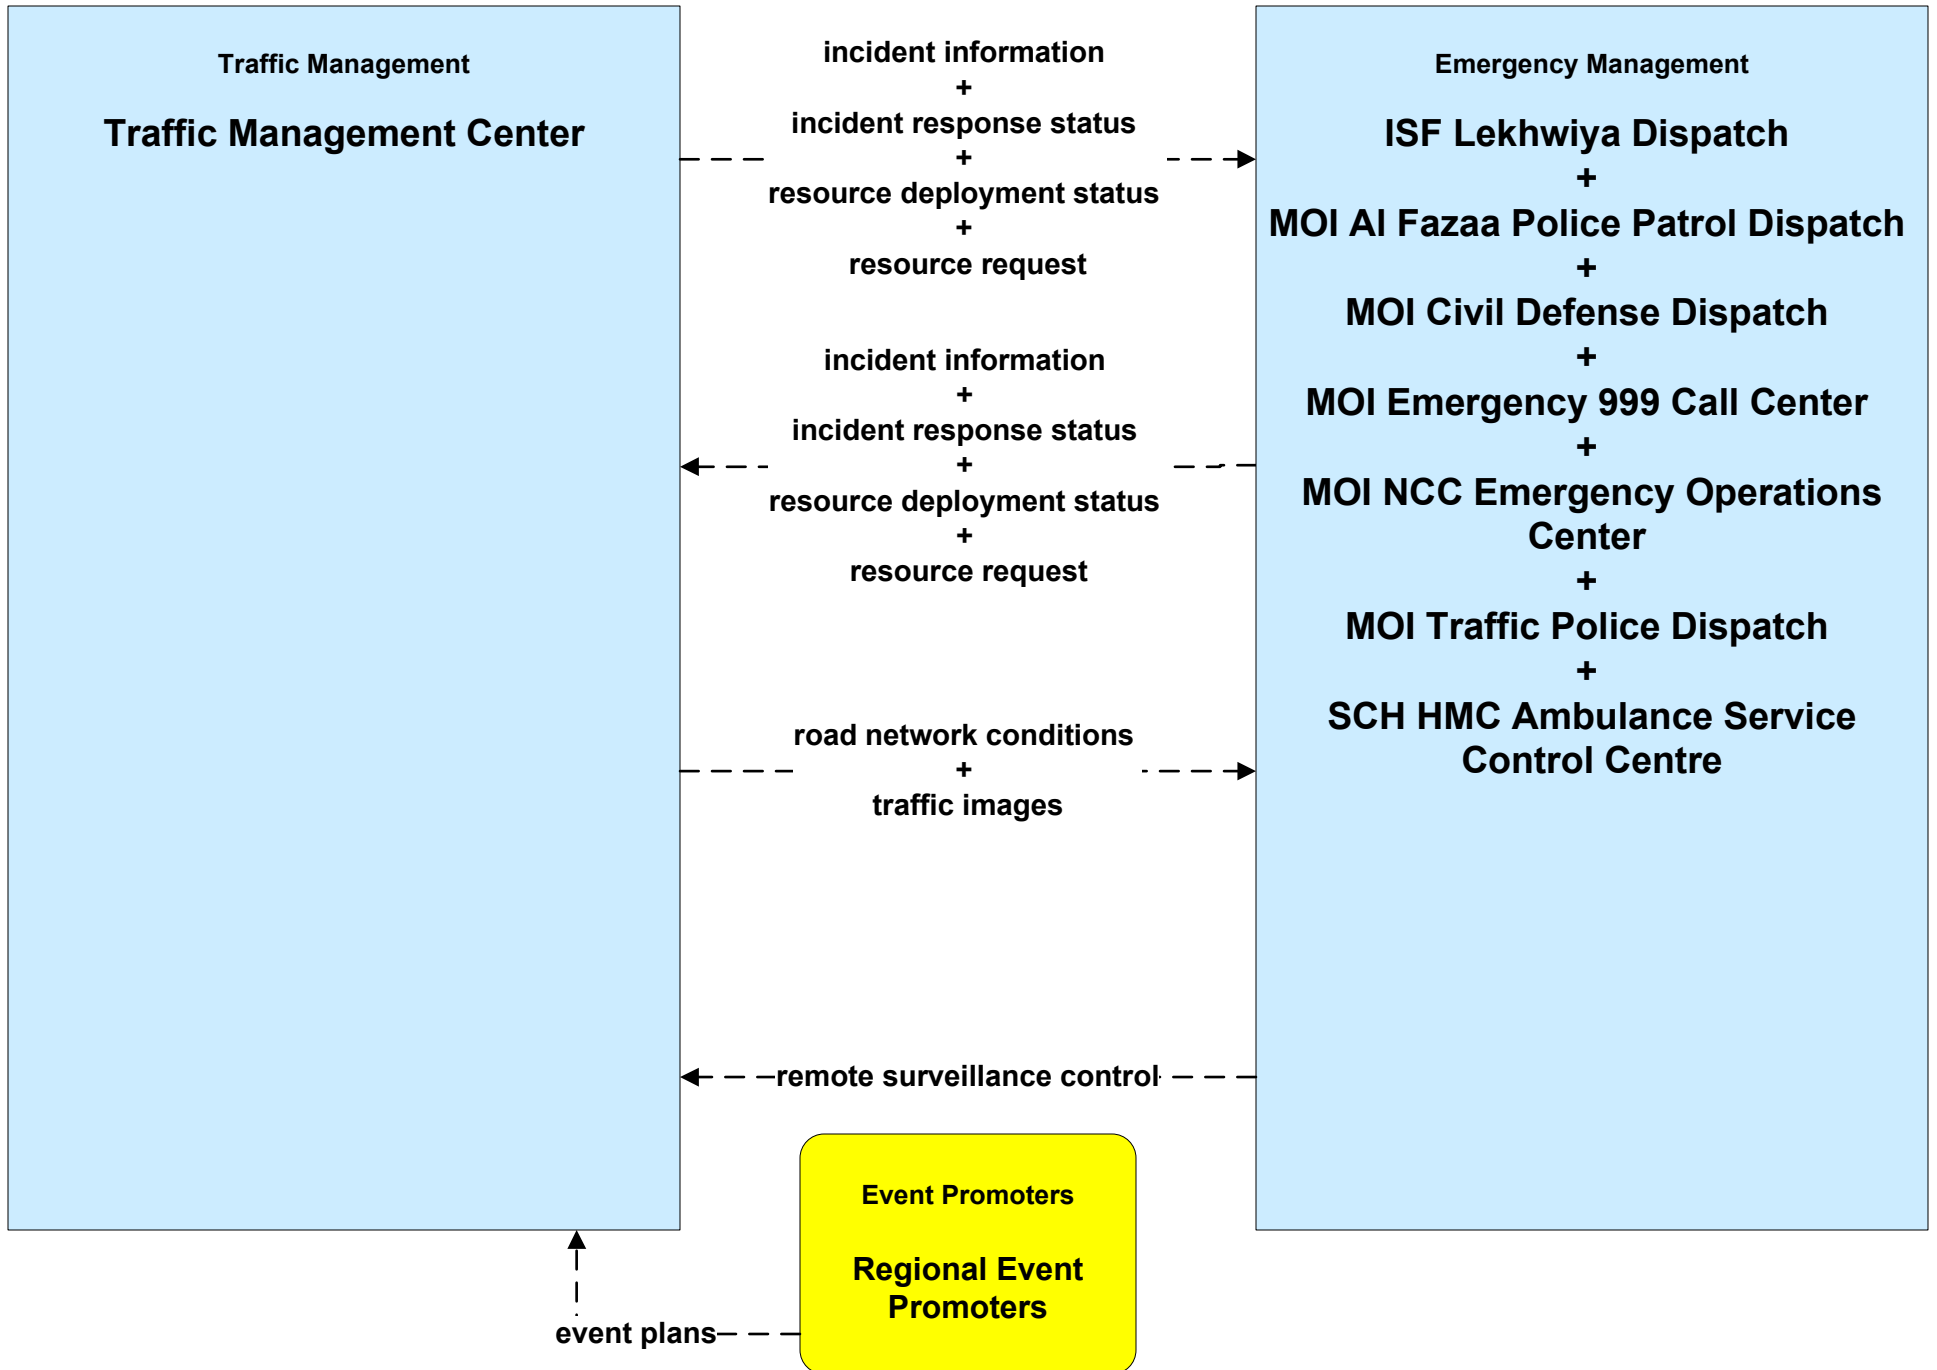 Traffic Management
Traffic Management Center
incident information
+
incident response status
+
resource deployment status
+
resource request
incident information
+
incident response status
+
resource deployment status
+
resource request
road network conditions
+
traffic images
remote surveillance control
Emergency Management
ISF Lekhwiya Dispatch
+
MOI Al Fazaa Police Patrol Dispatch
+
MOI Civil Defense Dispatch
+
MOI Emergency 999 Call Center
+
MOI NCC Emergency Operations
Center
+
MOI Traffic Police Dispatch
+
SCH HMC Ambulance Service
Control Centre
Event Promoters
Regional Event
Promoters
event plans